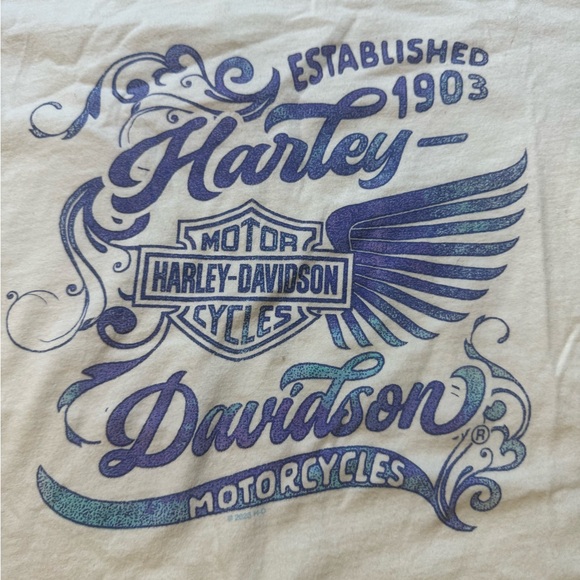 ESTABLISHED
1903
Harley-
MOTOR
HARLEY-DAVIDSON
CYCLES
Davidson
®
MOTORCYCLES